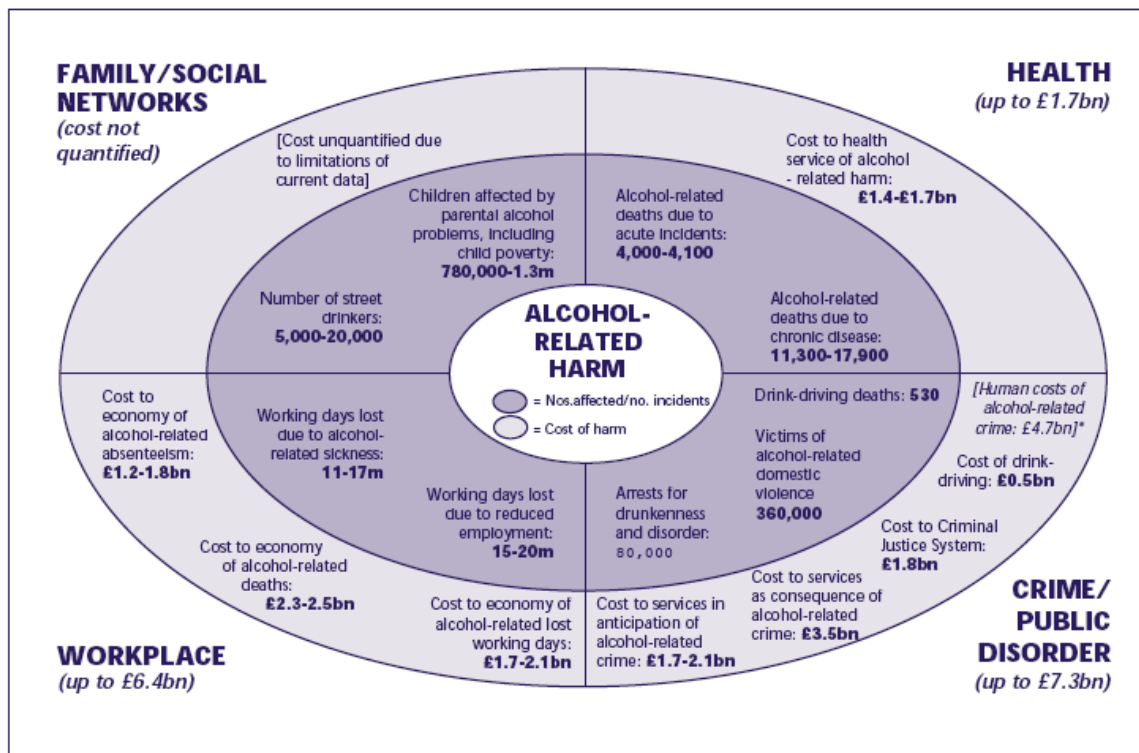 FAMILY/SOCIAL
NETWORKS
(cost not
quantified)
HEALTH
(up to £1.7bn)
[Cost unquantified due
to limitations of
current data]
Cost to health
service of alcohol
- related harm:
£1.4-£1.7bn
Children affected by
parental alcohol
problems, including
child poverty:
780,000-1.3m
Alcohol-related
deaths due to
acute incidents:
4,000-4,100
Number of street
drinkers:
5,000-20,000
Alcohol-related
deaths due to
chronic disease:
11,300-17,900
ALCOHOL-
RELATED
HARM
= Nos.affected/no. incidents
= Cost of harm
Cost to
economy of
alcohol-related
absenteeism:
£1.2-1.8bn
Working days lost
due to alcohol-
related sickness:
11-17m
Working days lost
due to reduced
employment:
15-20m
Cost to economy
of alcohol-related
deaths:
£2.3-2.5bn
Cost to economy of
alcohol-related lost
working days:
£1.7-2.1bn
WORKPLACE
(up to £6.4bn)
Drink-driving deaths: 530
Victims of
alcohol-related
domestic
violence
360,000
Arrests for
drunkenness
and disorder:
80,000
[Human costs of
alcohol-related
crime: £4.7bn]*
Cost of drink-
driving: £0.5bn
Cost to Criminal
Justice System:
£1.8bn
Cost to services
as consequence of
alcohol-related
crime: £3.5bn
Cost to services in
anticipation of
alcohol-related
crime: £1.7-2.1bn
CRIME/
PUBLIC
DISORDER
(up to £7.3bn)